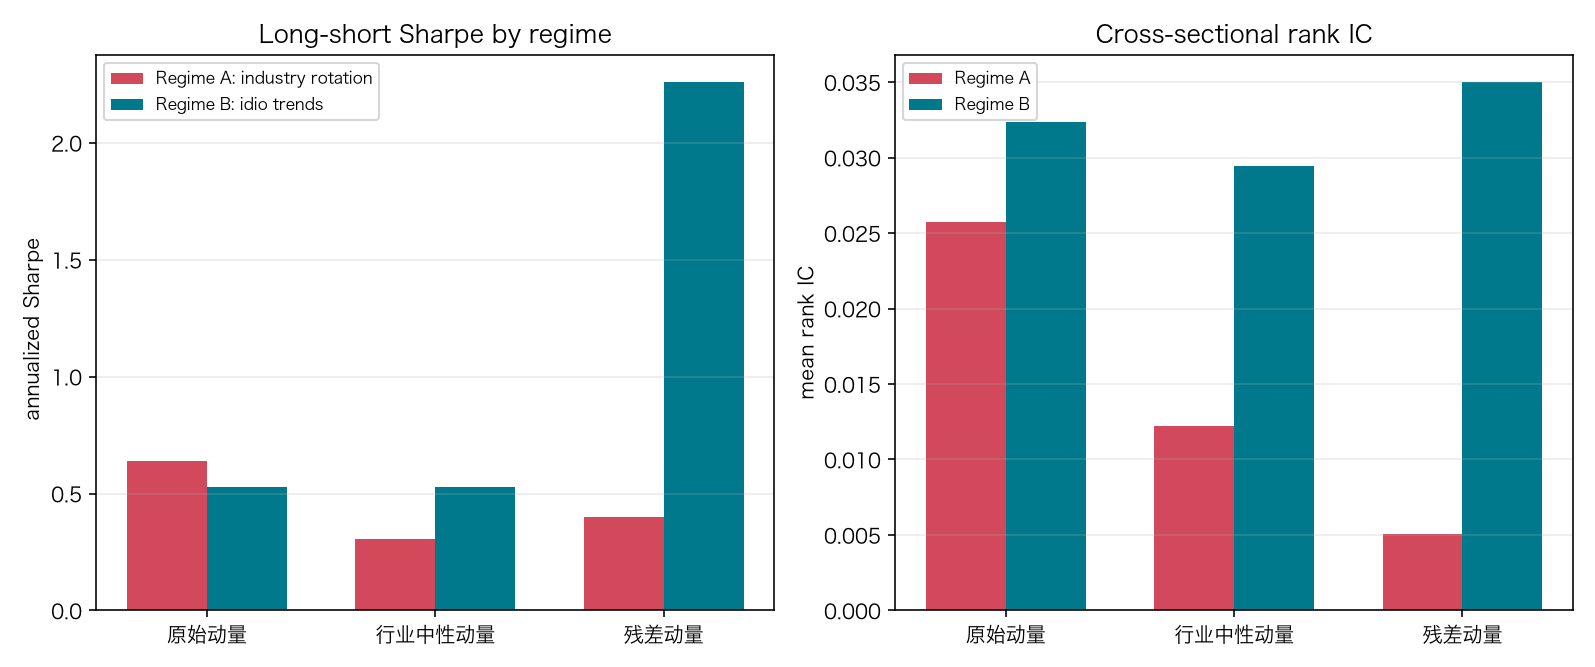 Long-short Sharpe by regime
Regime A: industry rotation
Regime B: idio trends
annualized Sharpe
2.0
1.5
1.0
0.5
0.0
原始动量
行业中性动量
残差动量
Cross-sectional rank IC
Regime A
Regime B
mean rank IC
0.035
0.030
0.025
0.020
0.015
0.010
0.005
0.000
原始动量
行业中性动量
残差动量